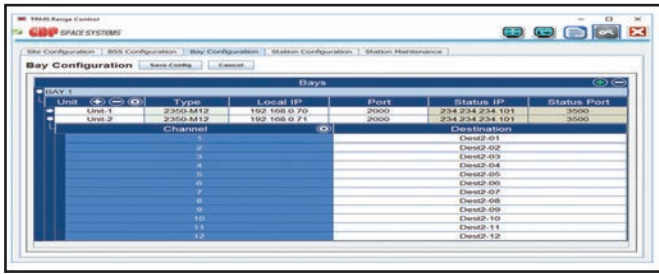 TRMS Range Control
GDP SPACE SYSTEMS
Site Configuration BSS Configuration Bay Configuration Station Configuration Station Maintenance
Bay Configuration Save Config Cancel
Bays
BAY 1
Unit Type Local IP Port Status IP Status Port
Unit-1 2350-M12 192.168.0.70 2000 234.234.234.101 3500
Unit-2 2350-M12 192.168.0.71 2000 234.234.234.101 3500
Channel Destination
1 Dest2-01
2 Dest2-02
3 Dest2-03
4 Dest2-04
5 Dest2-05
6 Dest2-06
7 Dest2-07
8 Dest2-08
9 Dest2-09
10 Dest2-10
11 Dest2-11
12 Dest2-12